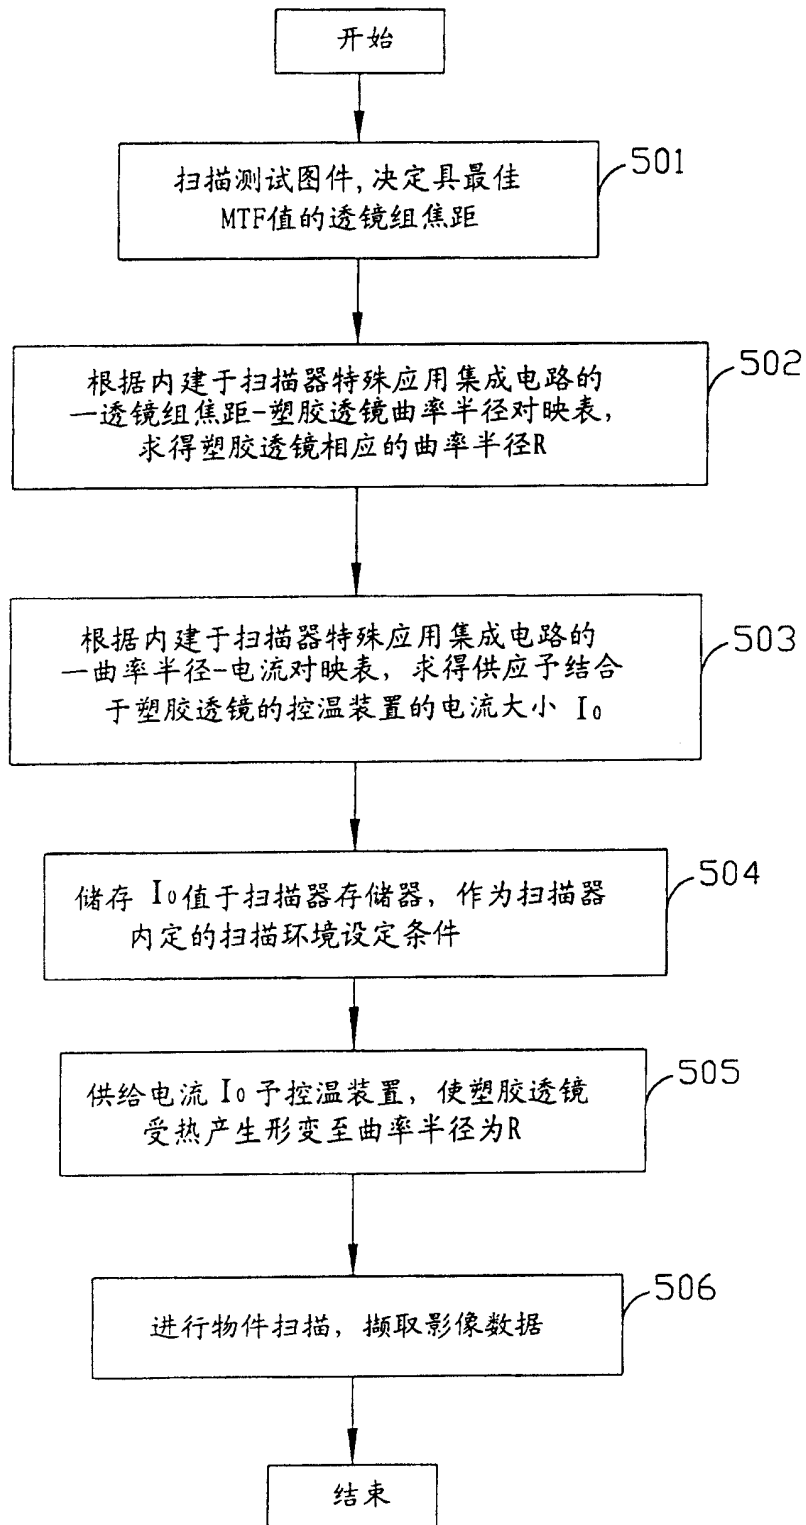 开始
扫描测试图件,决定具最佳
MTF值的透镜组焦距
501
根据内建于扫描器特殊应用集成电路的
一透镜组焦距-塑胶透镜曲率半径对映表,
求得塑胶透镜相应的曲率半径R
502
根据内建于扫描器特殊应用集成电路的
一曲率半径-电流对映表，求得供应予结合
于塑胶透镜的控温装置的电流大小 I₀
503
储存 I₀值于扫描器存储器，作为扫描器
内定的扫描环境设定条件
504
供给电流 I₀予控温装置，使塑胶透镜
受热产生形变至曲率半径为R
505
进行物件扫描，撷取影像数据
506
结束